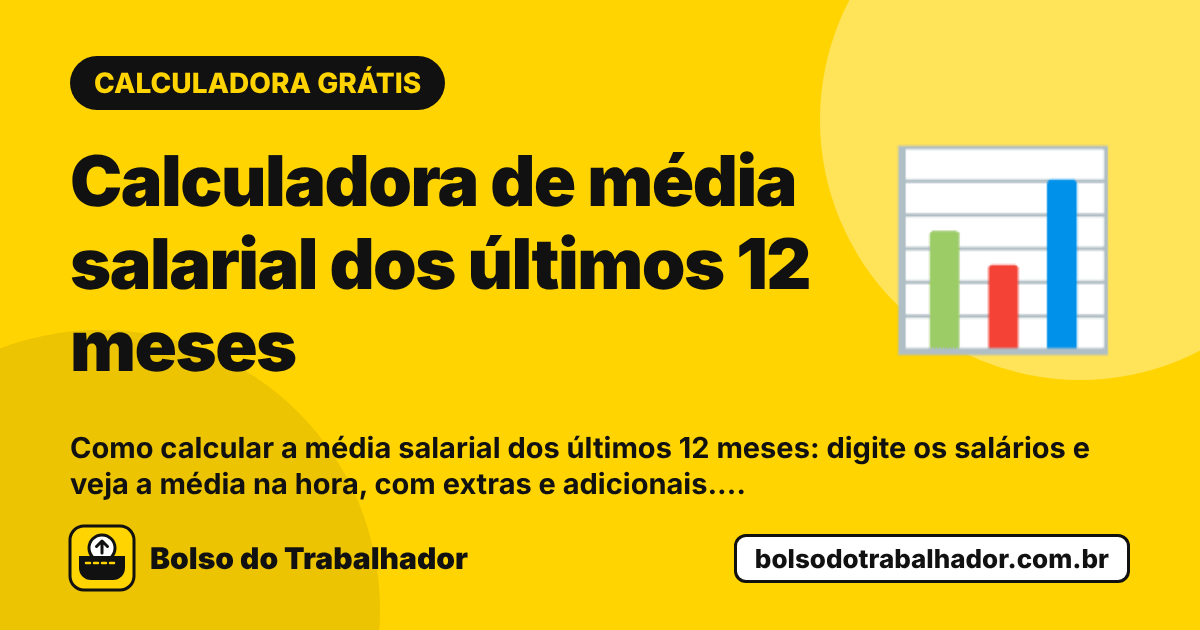 CALCULADORA GRÁTIS
Calculadora de média
salarial dos últimos 12
meses
Como calcular a média salarial dos últimos 12 meses: digite os salários e
veja a média na hora, com extras e adicionais....
Bolso do Trabalhador
bolsodotrabalhador.com.br